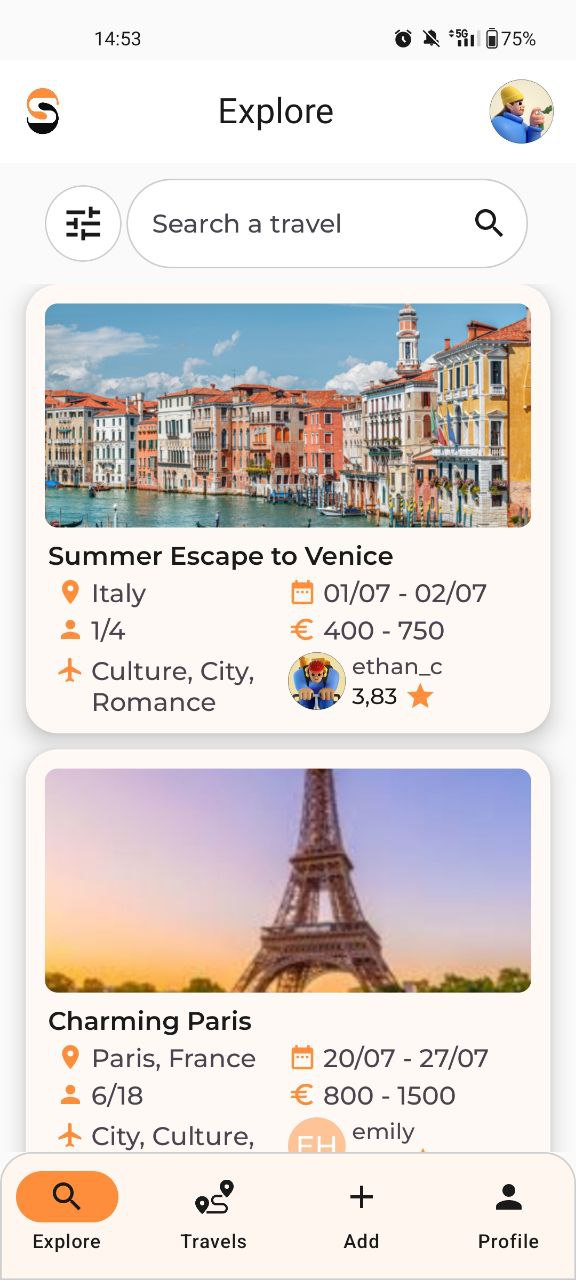 14:53
5G
75%
Explore
Search a travel
Summer Escape to Venice
Italy
01/07 - 02/07
1/4
€ 400 - 750
Culture, City,
Romance
ethan_c
3,83
Charming Paris
Paris, France
20/07 - 27/07
6/18
€ 800 - 1500
City, Culture,
EH
emily
Explore
Travels
Add
Profile